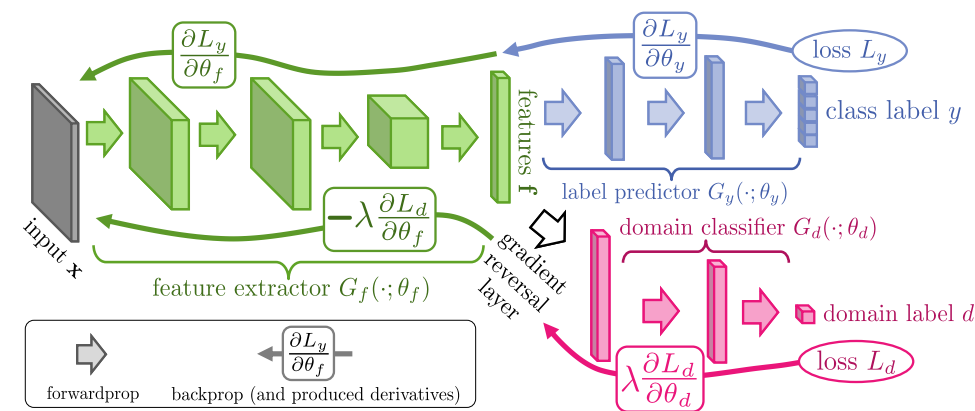 ∂L_y/∂θ_f
∂L_y/∂θ_y
loss L_y
features f
class label y
label predictor G_y(·; θ_y)
input x
−λ ∂L_d/∂θ_f
feature extractor G_f(·; θ_f)
gradient
reversal
layer
domain classifier G_d(·; θ_d)
domain label d
λ ∂L_d/∂θ_d
loss L_d
forwardprop
∂L_y/∂θ_f
backprop (and produced derivatives)